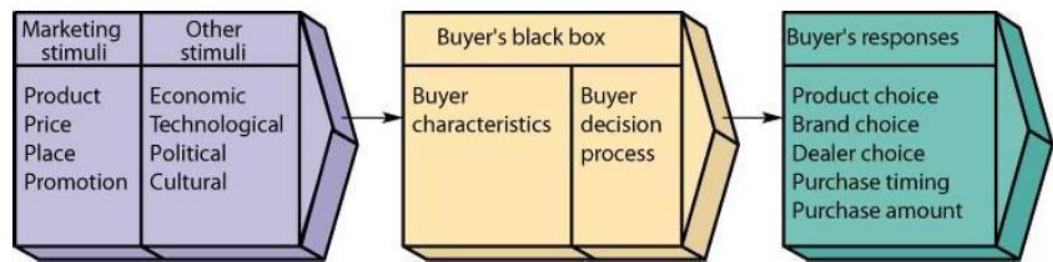 Marketing
stimuli
Product
Price
Place
Promotion
Other
stimuli
Economic
Technological
Political
Cultural
Buyer's black box
Buyer
characteristics
Buyer
decision
process
Buyer's responses
Product choice
Brand choice
Dealer choice
Purchase timing
Purchase amount